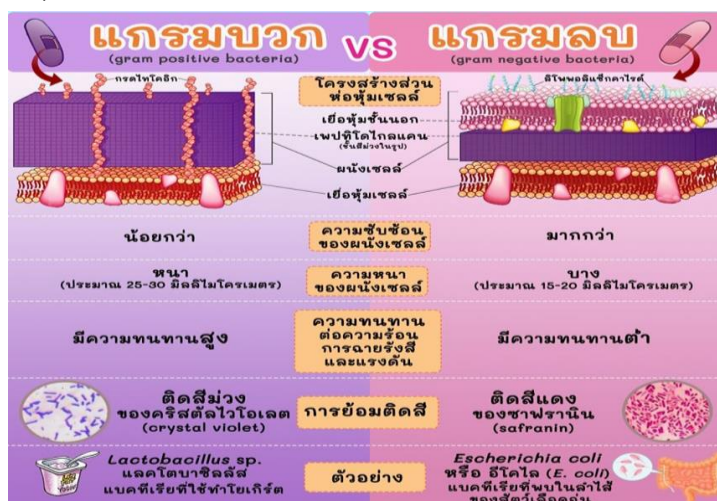 แกรมบวก
(gram positive bacteria)
vs
แกรมลบ
(gram negative bacteria)
กรดไทโคอิก
โครงสร้างส่วน
ห่อหุ้มเซลล์
ลิโพพอลิแซ็กคาไรด์
เยื่อหุ้มชั้นนอก
เพปทิโดไกลแคน
(ชั้นสีม่วงในรูป)
ผนังเซลล์
เยื่อหุ้มเซลล์
น้อยกว่า
ความซับซ้อน
ของผนังเซลล์
มากกว่า
หนา
(ประมาณ 25-30 มิลลิไมโครเมตร)
ความหนา
ของผนังเซลล์
บาง
(ประมาณ 15-20 มิลลิไมโครเมตร)
มีความทนทานสูง
ความทนทาน
ต่อความร้อน
การฉายรังสี
และแรงดัน
มีความทนทานต่ำ
ติดสีม่วง
ของคริสตัลไวโอเลต
(crystal violet)
การย้อมติดสี
ติดสีแดง
ของซาฟรานิน
(safranin)
Lactobacillus sp.
แลคโตบาซิลลัส
แบคทีเรียที่ใช้ทำโยเกิร์ต
ตัวอย่าง
Escherichia coli
หรือ อีโคไล (E. coli)
แบคทีเรียที่พบในลำไส้
ของสัตว์เลือดอุ่น